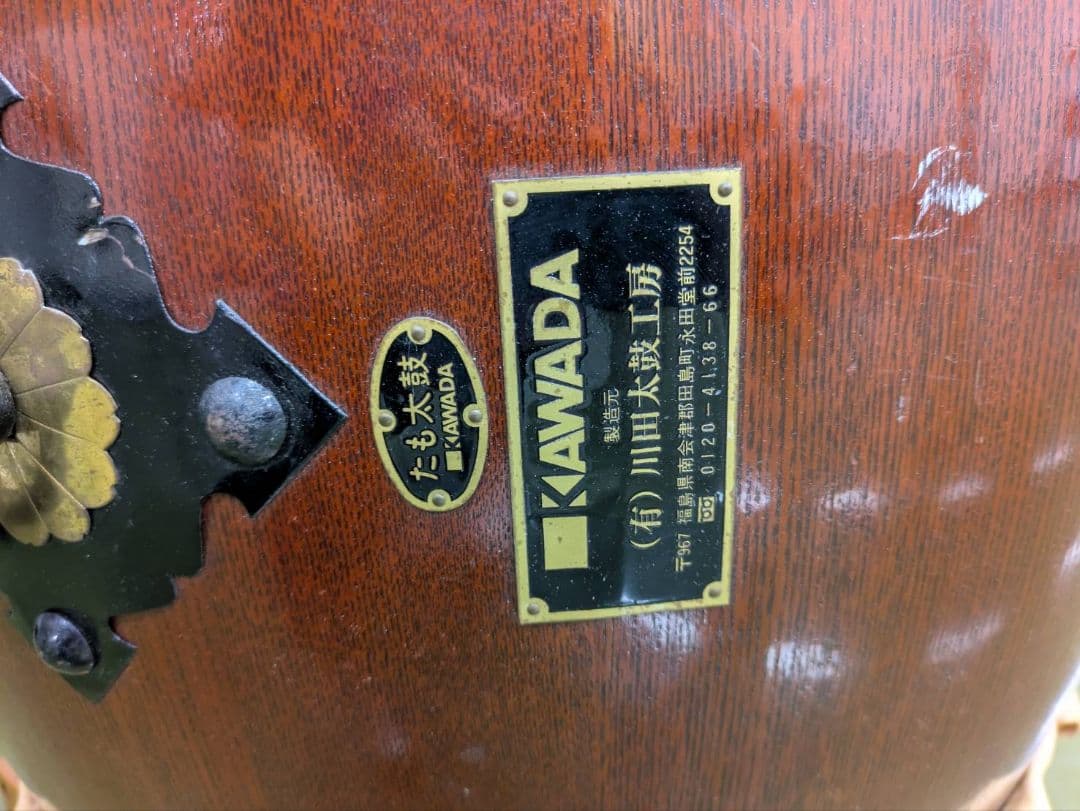 たも太鼓
KAWADA
KAWADA
製造元
(有)川田太鼓工房
〒967 福島県南会津郡田島町永田堂前2254
0120-4138-66